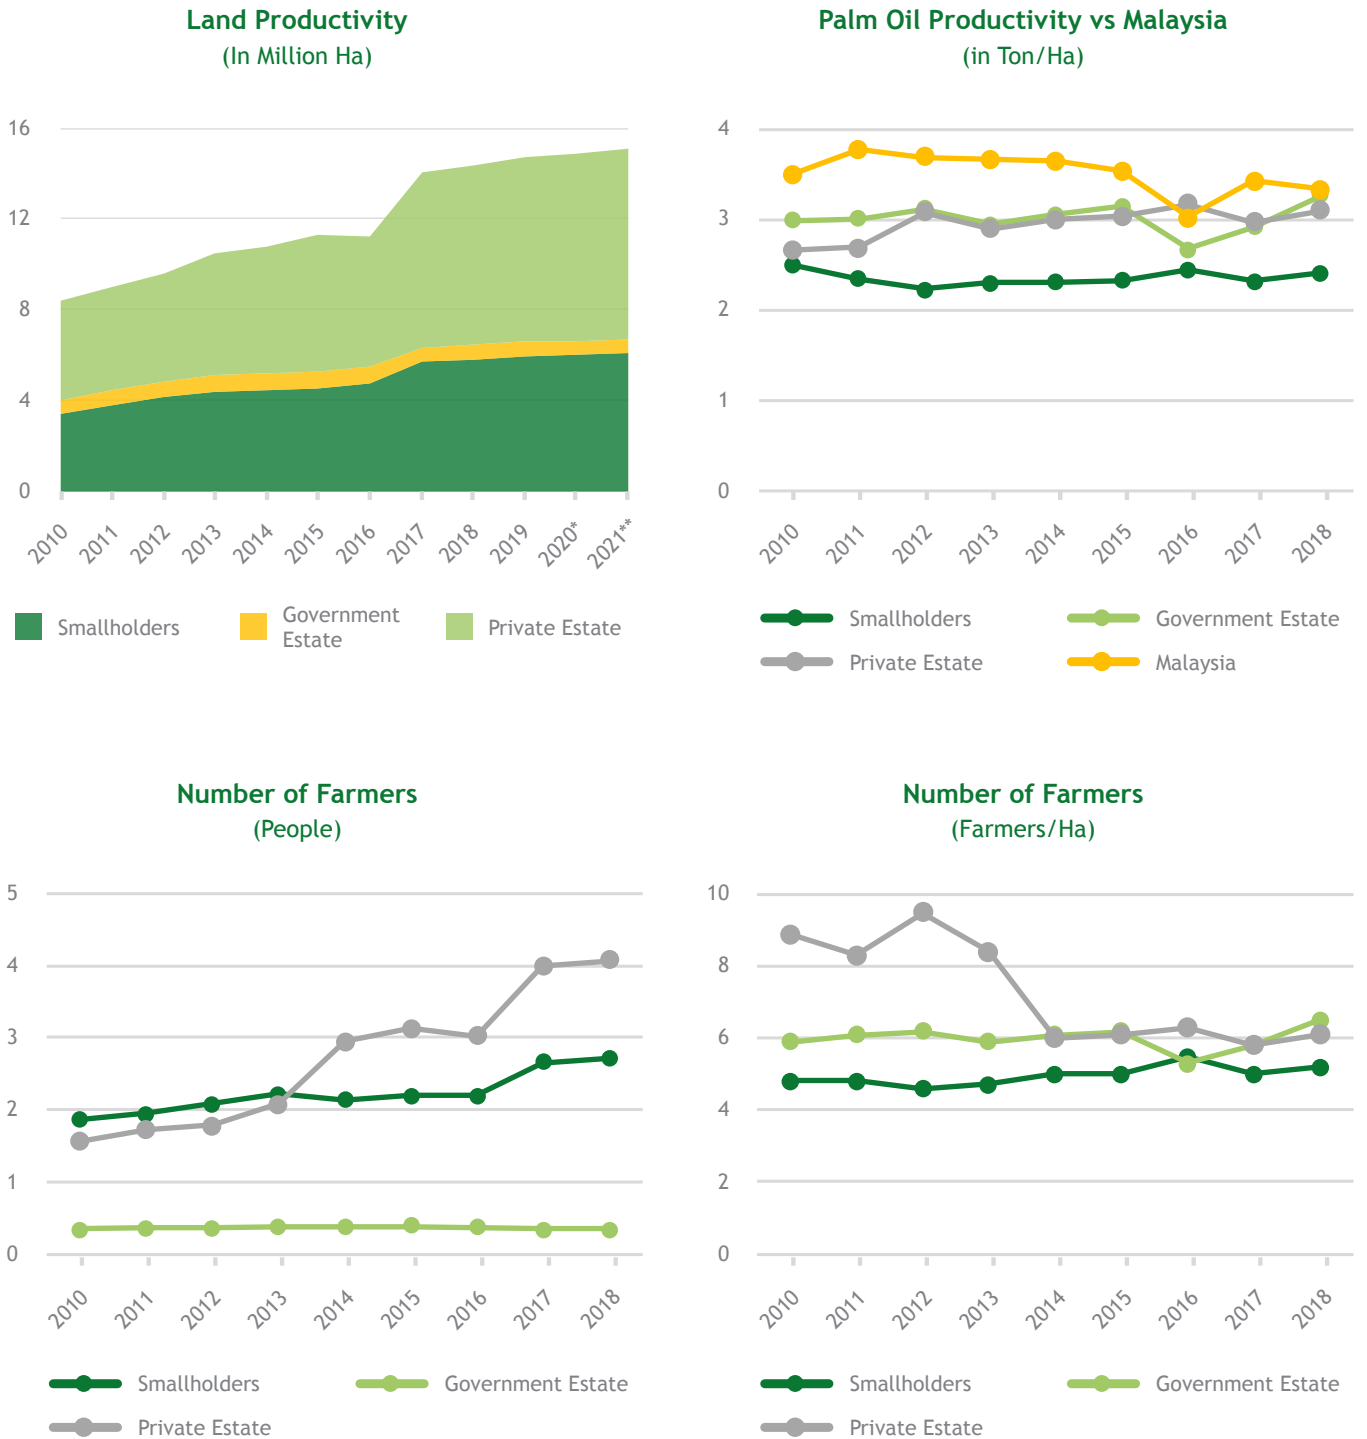 Land Productivity
(In Million Ha)
16
12
8
4
0
2010
2011
2012
2013
2014
2015
2016
2017
2018
2019
2020*
2021**
Smallholders
Government
Estate
Private Estate
Palm Oil Productivity vs Malaysia
(in Ton/Ha)
4
3
2
1
0
2010
2011
2012
2013
2014
2015
2016
2017
2018
Smallholders
Government Estate
Private Estate
Malaysia
Number of Farmers
(People)
5
4
3
2
1
0
2010
2011
2012
2013
2014
2015
2016
2017
2018
Smallholders
Government Estate
Private Estate
Number of Farmers
(Farmers/Ha)
10
8
6
4
2
0
2010
2011
2012
2013
2014
2015
2016
2017
2018
Smallholders
Government Estate
Private Estate